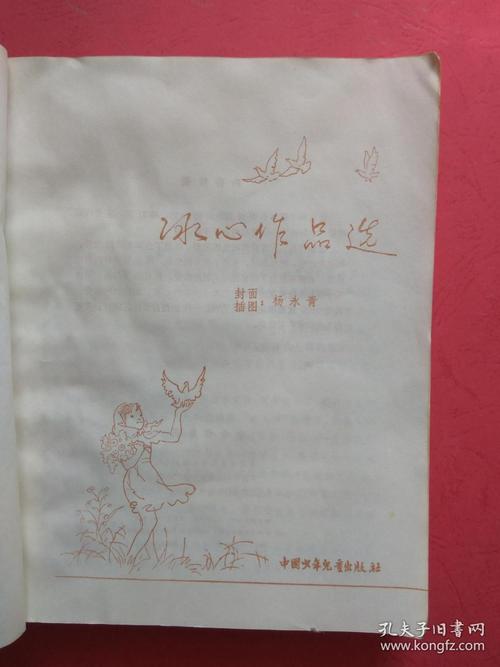 冰心作品选
封面
插图：杨永青
中国少年儿童出版社
孔夫子旧书网
kongfz.com